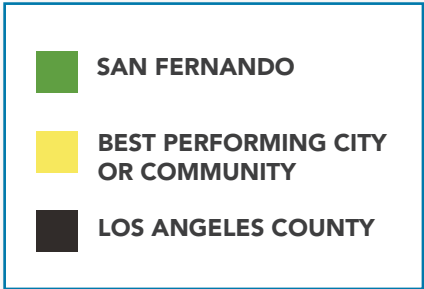 SAN FERNANDO
BEST PERFORMING CITY
OR COMMUNITY
LOS ANGELES COUNTY